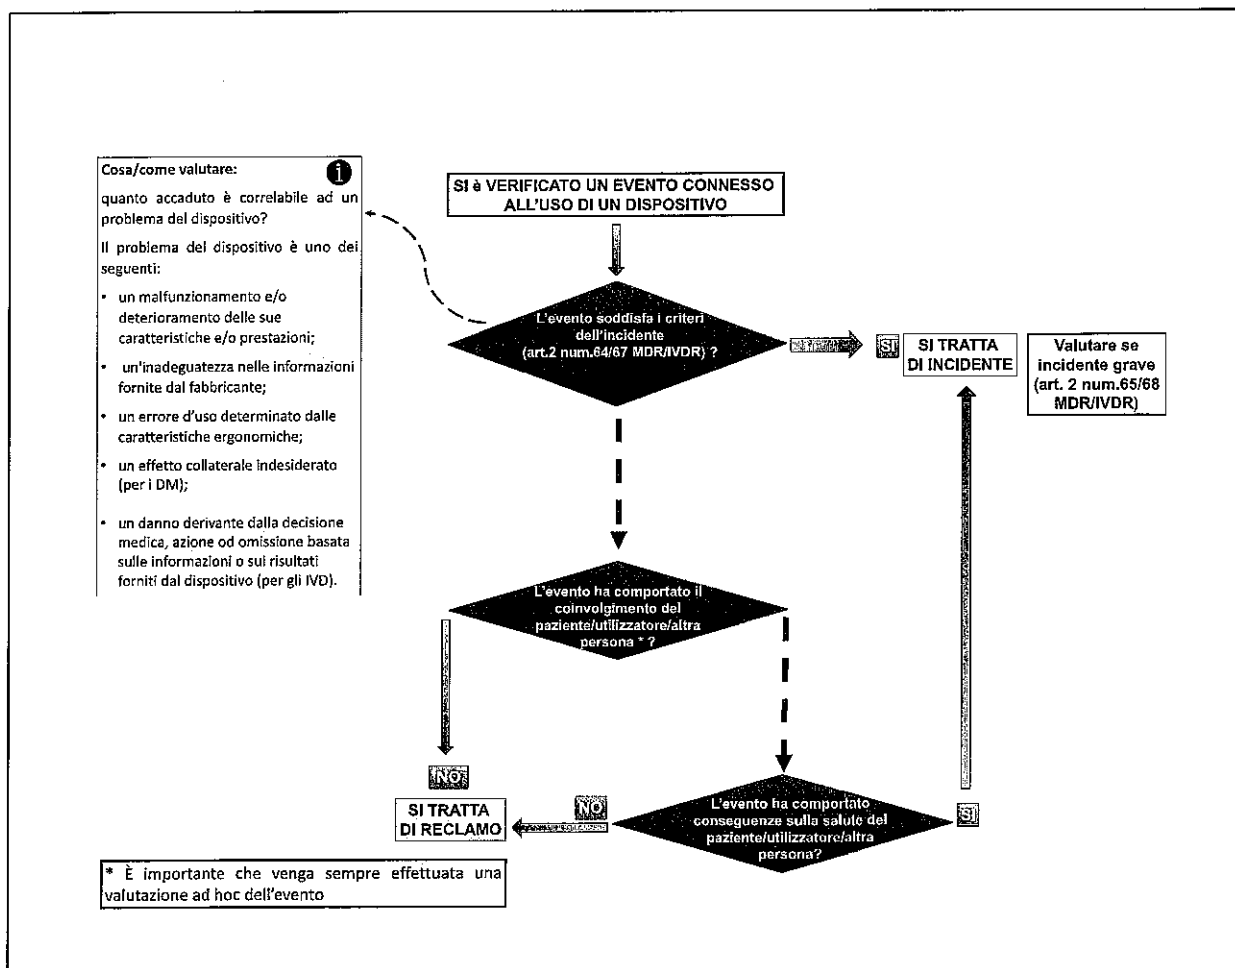 Cosa/come valutare:
i
quanto accaduto è correlabile ad un
problema del dispositivo?
Il problema del dispositivo è uno dei
seguenti:
• un malfunzionamento e/o
deterioramento delle sue
caratteristiche e/o prestazioni;
• un'inadeguatezza nelle informazioni
fornite dal fabbricante;
• un errore d'uso determinato dalle
caratteristiche ergonomiche;
• un effetto collaterale indesiderato
(per i DM);
• un danno derivante dalla decisione
medica, azione od omissione basata
sulle informazioni o sui risultati
forniti dal dispositivo (per gli IVD).
SI è VERIFICATO UN EVENTO CONNESSO
ALL'USO DI UN DISPOSITIVO
L'evento soddisfa i criteri
dell'incidente
(art.2 num.64/67 MDR/IVDR) ?
SI
SI TRATTA
DI INCIDENTE
Valutare se
incidente grave
(art. 2 num.65/68
MDR/IVDR)
L'evento ha comportato il
coinvolgimento del
paziente/utilizzatore/altra
persona * ?
NO
SI TRATTA
DI RECLAMO
NO
L'evento ha comportato
conseguenze sulla salute del
paziente/utilizzatore/altra
persona?
SI
* È importante che venga sempre effettuata una
valutazione ad hoc dell'evento